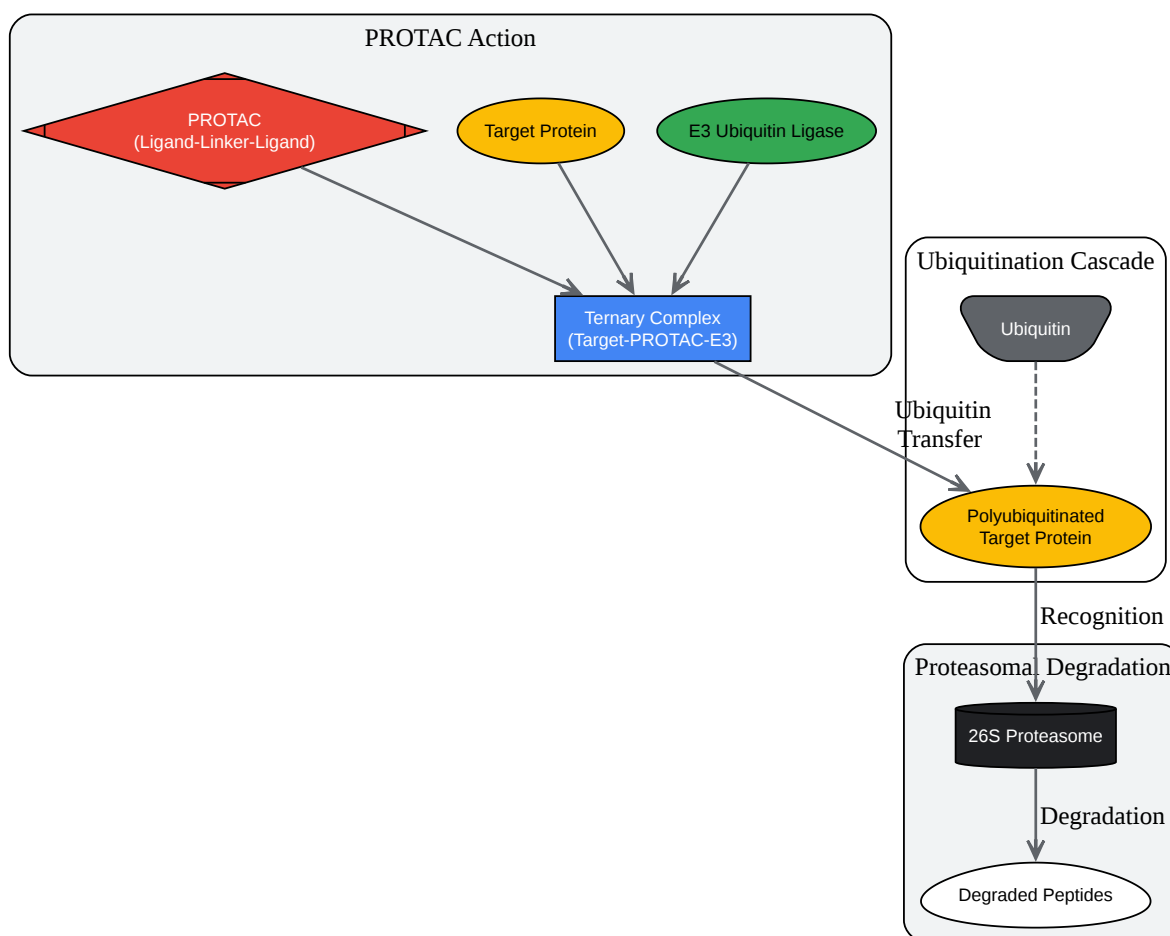 PROTAC Action
PROTAC
(Ligand-Linker-Ligand)
Target Protein
E3 Ubiquitin Ligase
Ternary Complex
(Target-PROTAC-E3)
Ubiquitination Cascade
Ubiquitin
Ubiquitin
Transfer
Polyubiquitinated
Target Protein
Recognition
Proteasomal Degradation
26S Proteasome
Degradation
Degraded Peptides